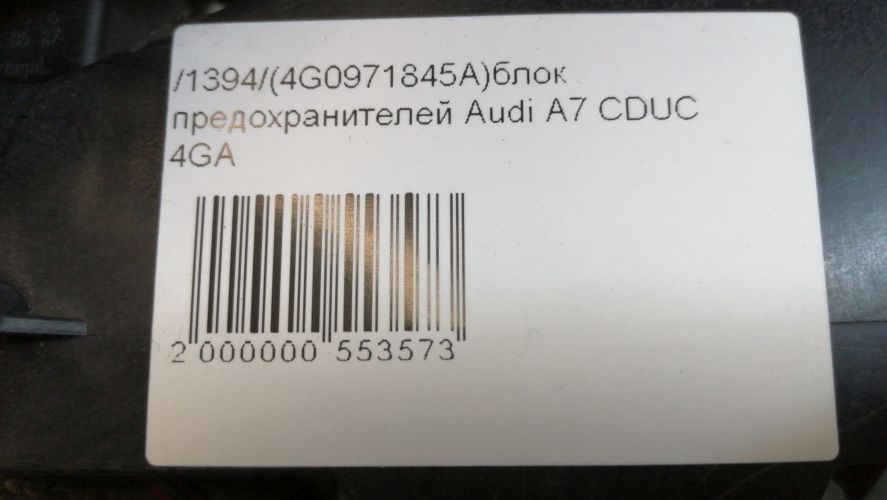 /1394/(4G0971845A)блок
предохранителей Audi A7 CDUC
4GA
2 000000 553573